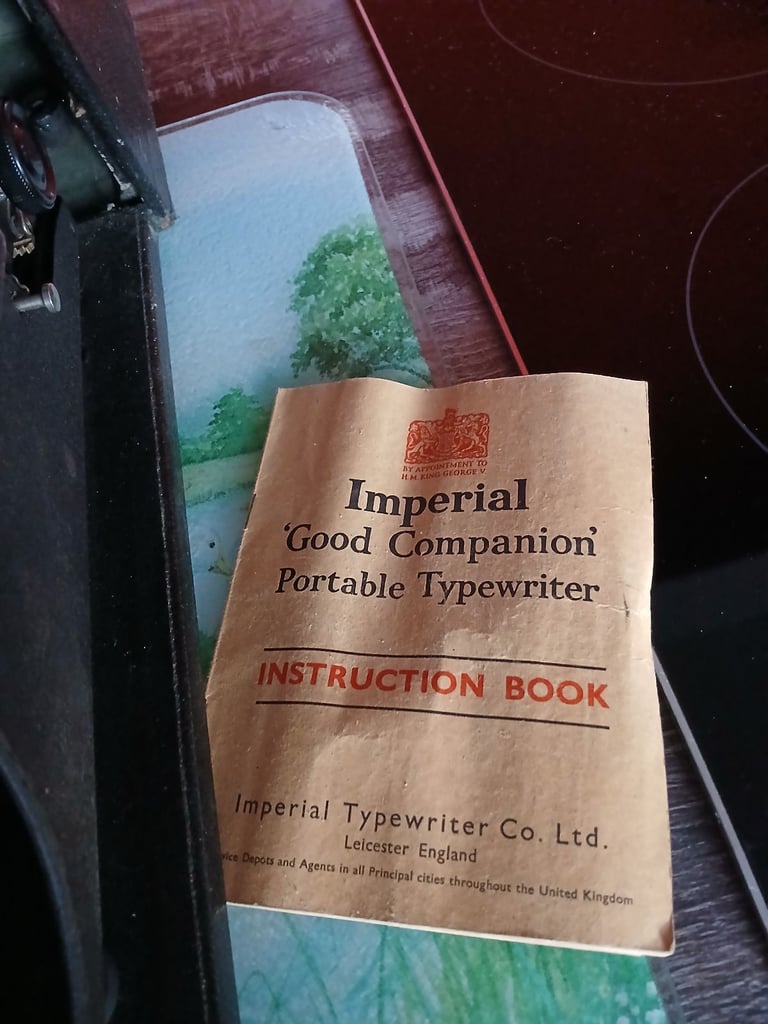 BY APPOINTMENT TO
H.M. KING GEORGE V.
Imperial
'Good Companion'
Portable Typewriter
INSTRUCTION BOOK
Imperial Typewriter Co. Ltd.
Leicester England
Depots and Agents in all Principal cities throughout the United Kingdom